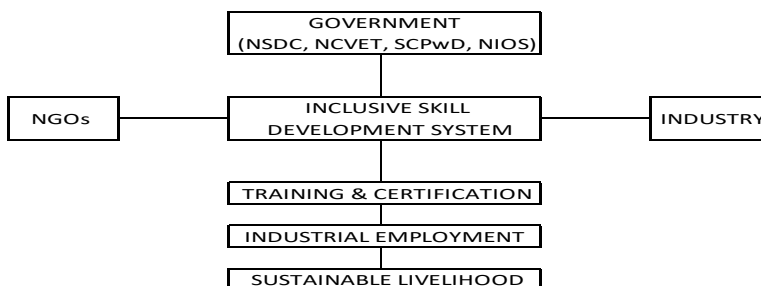 GOVERNMENT
(NSDC, NCVET, SCPwD, NIOS)
NGOs
INCLUSIVE SKILL
DEVELOPMENT SYSTEM
INDUSTRY
TRAINING & CERTIFICATION
INDUSTRIAL EMPLOYMENT
SUSTAINABLE LIVELIHOOD